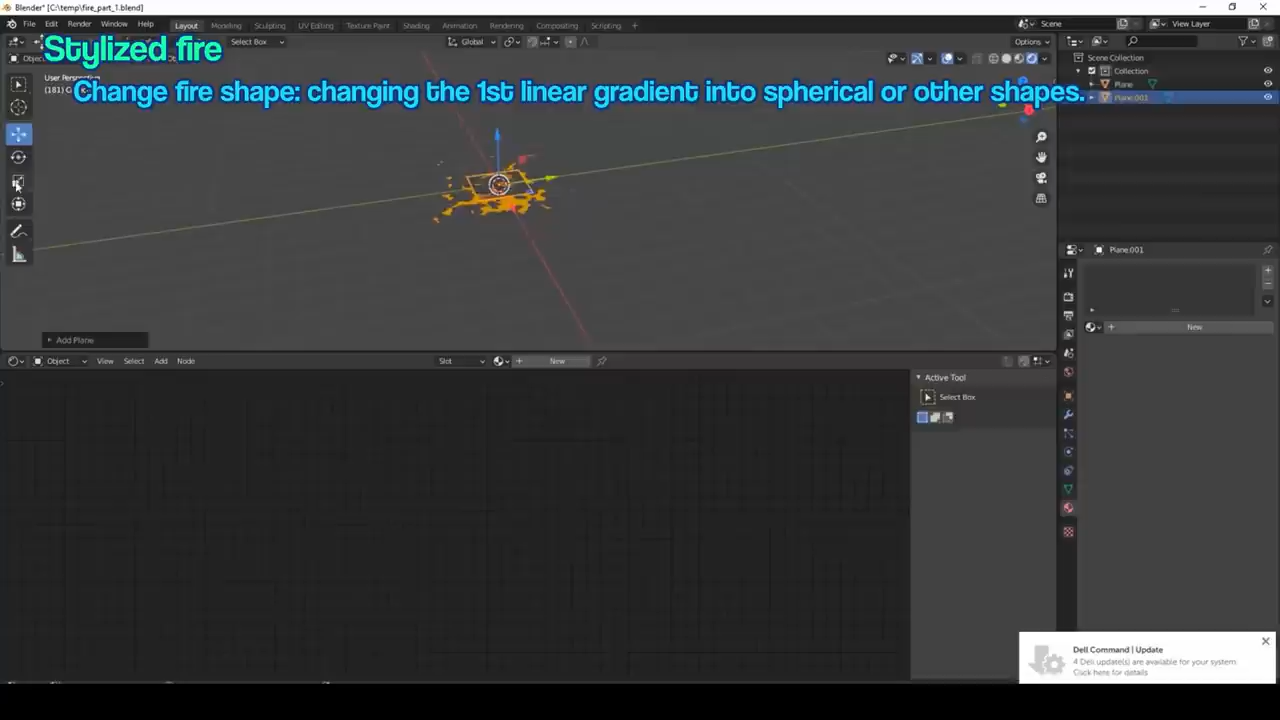 Blender* [C:\temp\fire_part_1.blend]
File Edit Render Window Help Layout Modeling Sculpting UV Editing Texture Paint Shading Animation Rendering Compositing Scripting + Scene View Layer
Select Box Global Options
Stylized fire
Change fire shape: changing the 1st linear gradient into spherical or other shapes.
User Perspective
(181)
Scene Collection
Collection
Plane
Plane.001
Plane.001
New
Add Plane
Object View Select Add Node Slot New
Active Tool
Select Box
Dell Command | Update
4 Dell update(s) are available for your system
Click here for details